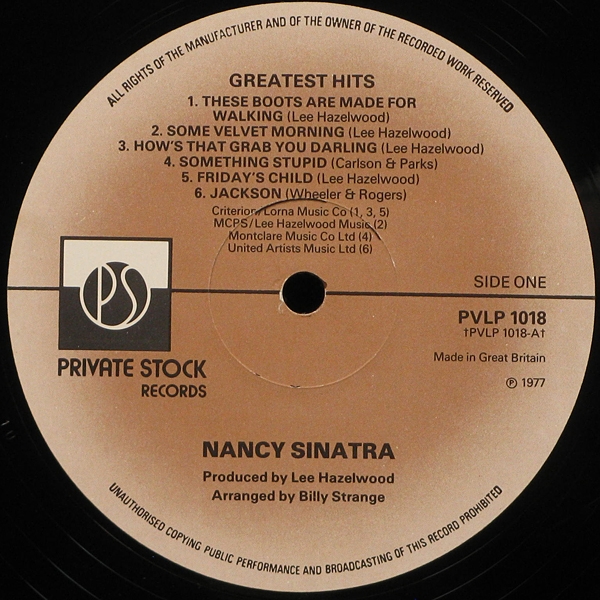 ALL RIGHTS OF THE MANUFACTURER AND OF THE OWNER OF THE RECORDED WORK RESERVED
GREATEST HITS
1. THESE BOOTS ARE MADE FOR
WALKING (Lee Hazelwood)
2. SOME VELVET MORNING (Lee Hazelwood)
3. HOW'S THAT GRAB YOU DARLING (Lee Hazelwood)
4. SOMETHING STUPID (Carlson & Parks)
5. FRIDAY'S CHILD (Lee Hazelwood)
6. JACKSON (Wheeler & Rogers)
Criterion/Lorna Music Co (1, 3, 5)
MCPS/Lee Hazelwood Music (2)
Montclare Music Co Ltd (4)
United Artists Music Ltd (6)
SIDE ONE
PS
PVLP 1018
†PVLP 1018-A†
Made in Great Britain
PRIVATE STOCK
RECORDS
℗ 1977
NANCY SINATRA
Produced by Lee Hazelwood
Arranged by Billy Strange
UNAUTHORISED COPYING PUBLIC PERFORMANCE AND BROADCASTING OF THIS RECORD PROHIBITED